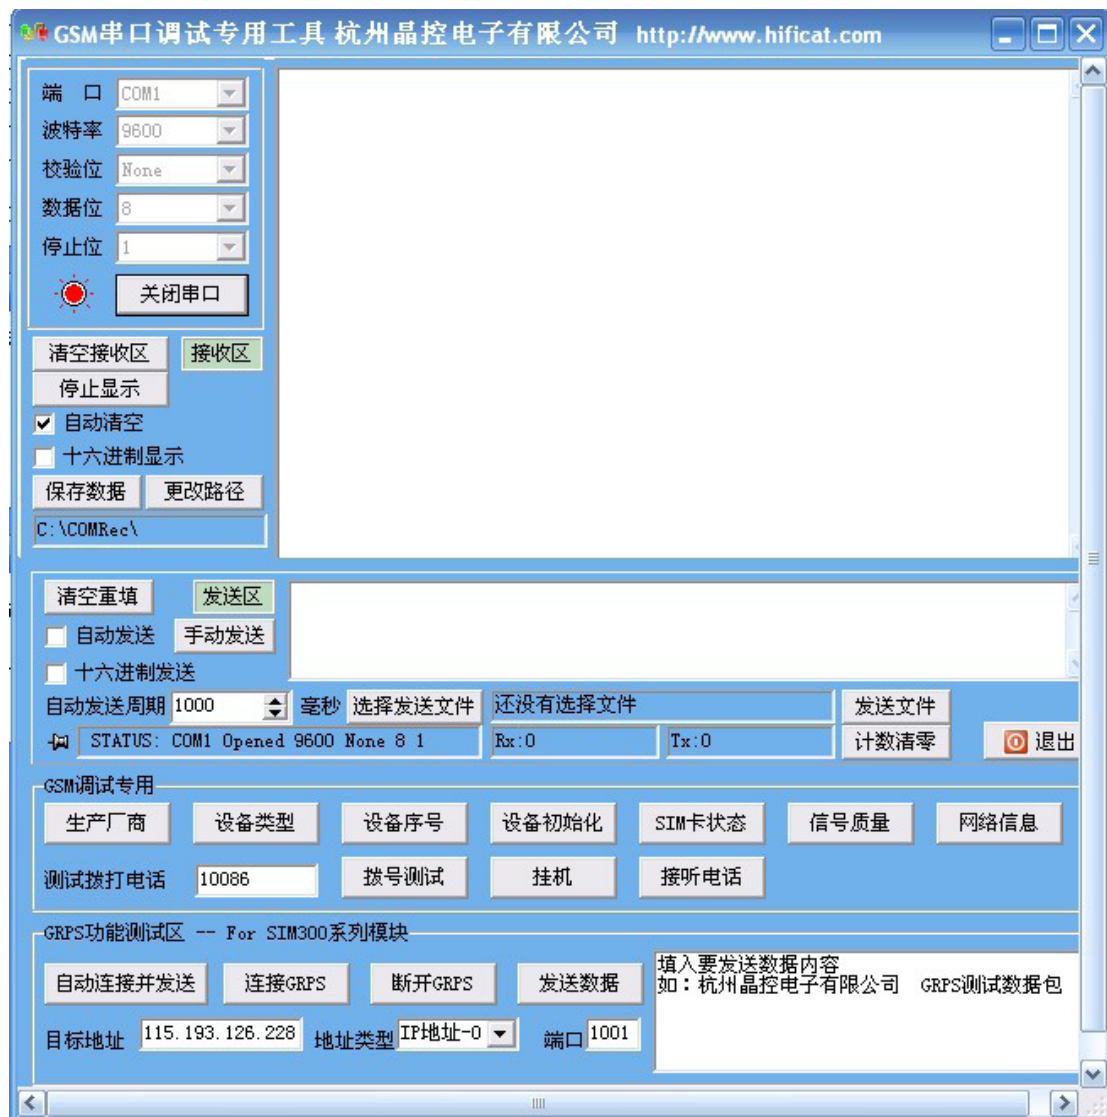 GSM串口调试专用工具 杭州晶控电子有限公司 http://www.hificat.com
端 口 COM1
波特率 9600
校验位 None
数据位 8
停止位 1
关闭串口
清空接收区 接收区
停止显示
自动清空
十六进制显示
保存数据 更改路径
C:\COMRec\
清空重填 发送区
自动发送 手动发送
十六进制发送
自动发送周期 1000 毫秒 选择发送文件 还没有选择文件 发送文件
STATUS: COM1 Opened 9600 None 8 1 Rx:0 Tx:0 计数清零 退出
GSM调试专用
生产厂商 设备类型 设备序号 设备初始化 SIM卡状态 信号质量 网络信息
测试拨打电话 10086 拨号测试 挂机 接听电话
GRPS功能测试区 -- For SIM300系列模块
自动连接并发送 连接GRPS 断开GRPS 发送数据
填入要发送数据内容
如：杭州晶控电子有限公司 GRPS测试数据包
目标地址 115.193.126.228 地址类型 IP地址-0 端口 1001